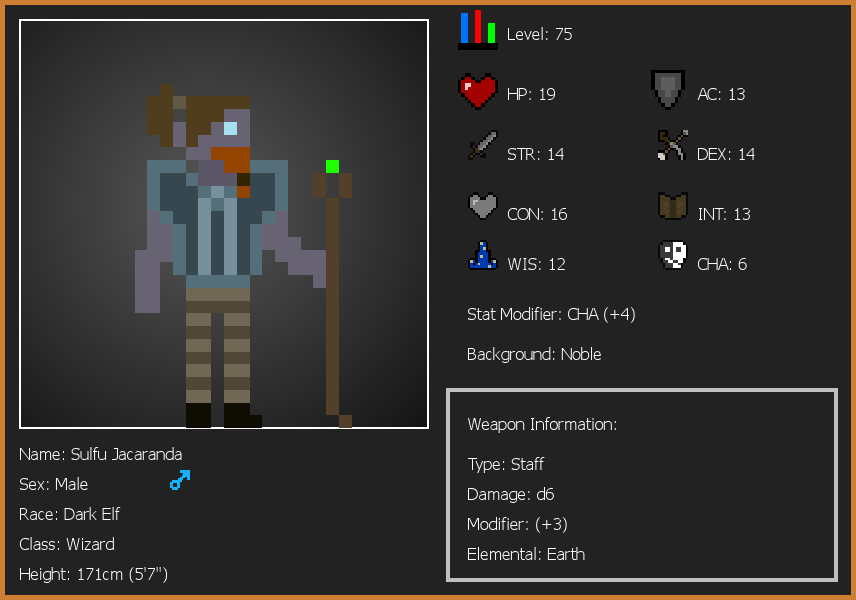 Level: 75
HP: 19
AC: 13
STR: 14
DEX: 14
CON: 16
INT: 13
WIS: 12
CHA: 6
Stat Modifier: CHA (+4)
Background: Noble
Weapon Information:
Type: Staff
Damage: d6
Modifier: (+3)
Elemental: Earth
Name: Sulfu Jacaranda
Sex: Male
Race: Dark Elf
Class: Wizard
Height: 171cm (5'7")